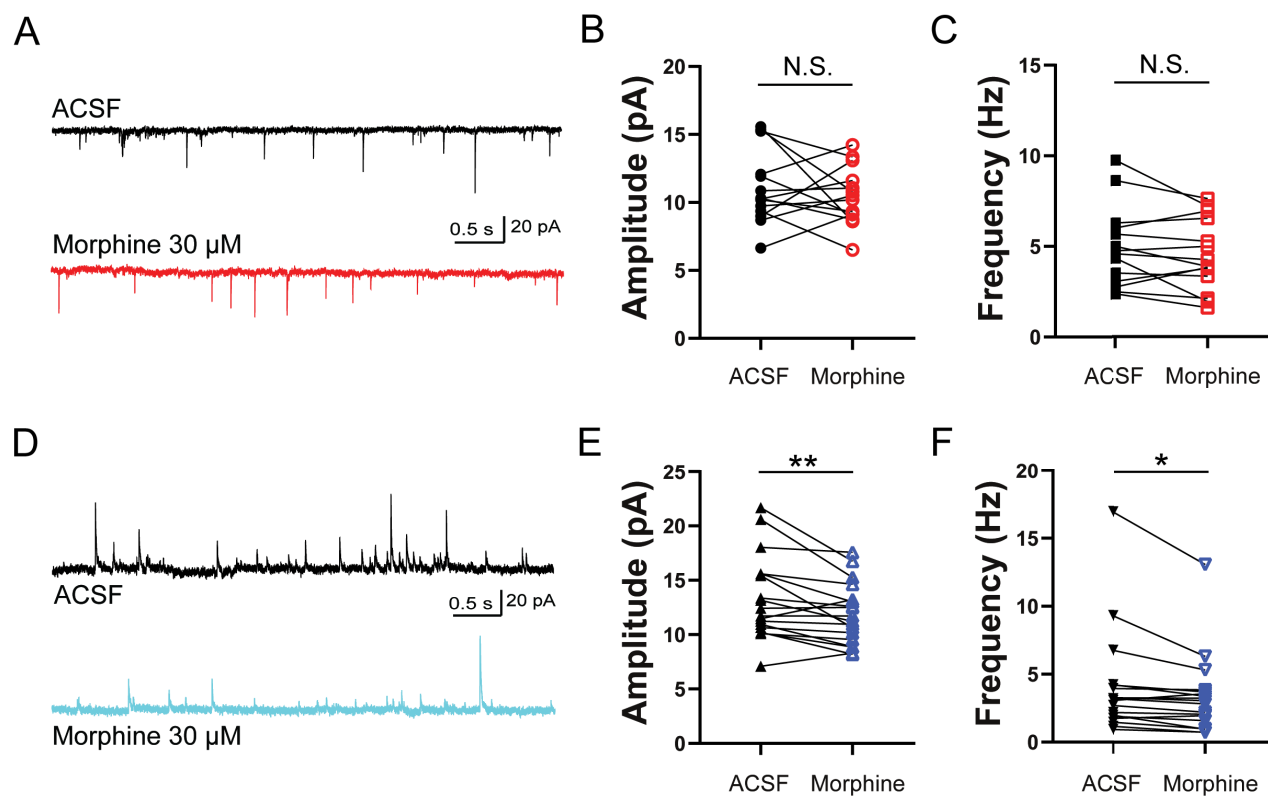 A
ACSF
0.5 s
20 pA
Morphine 30 µM
B
Amplitude (pA)
20
15
10
5
0
N.S.
ACSF
Morphine
C
Frequency (Hz)
15
10
5
0
N.S.
ACSF
Morphine
D
ACSF
0.5 s
20 pA
Morphine 30 µM
E
Amplitude (pA)
25
20
15
10
5
0
**
ACSF
Morphine
F
Frequency (Hz)
20
15
10
5
0
*
ACSF
Morphine